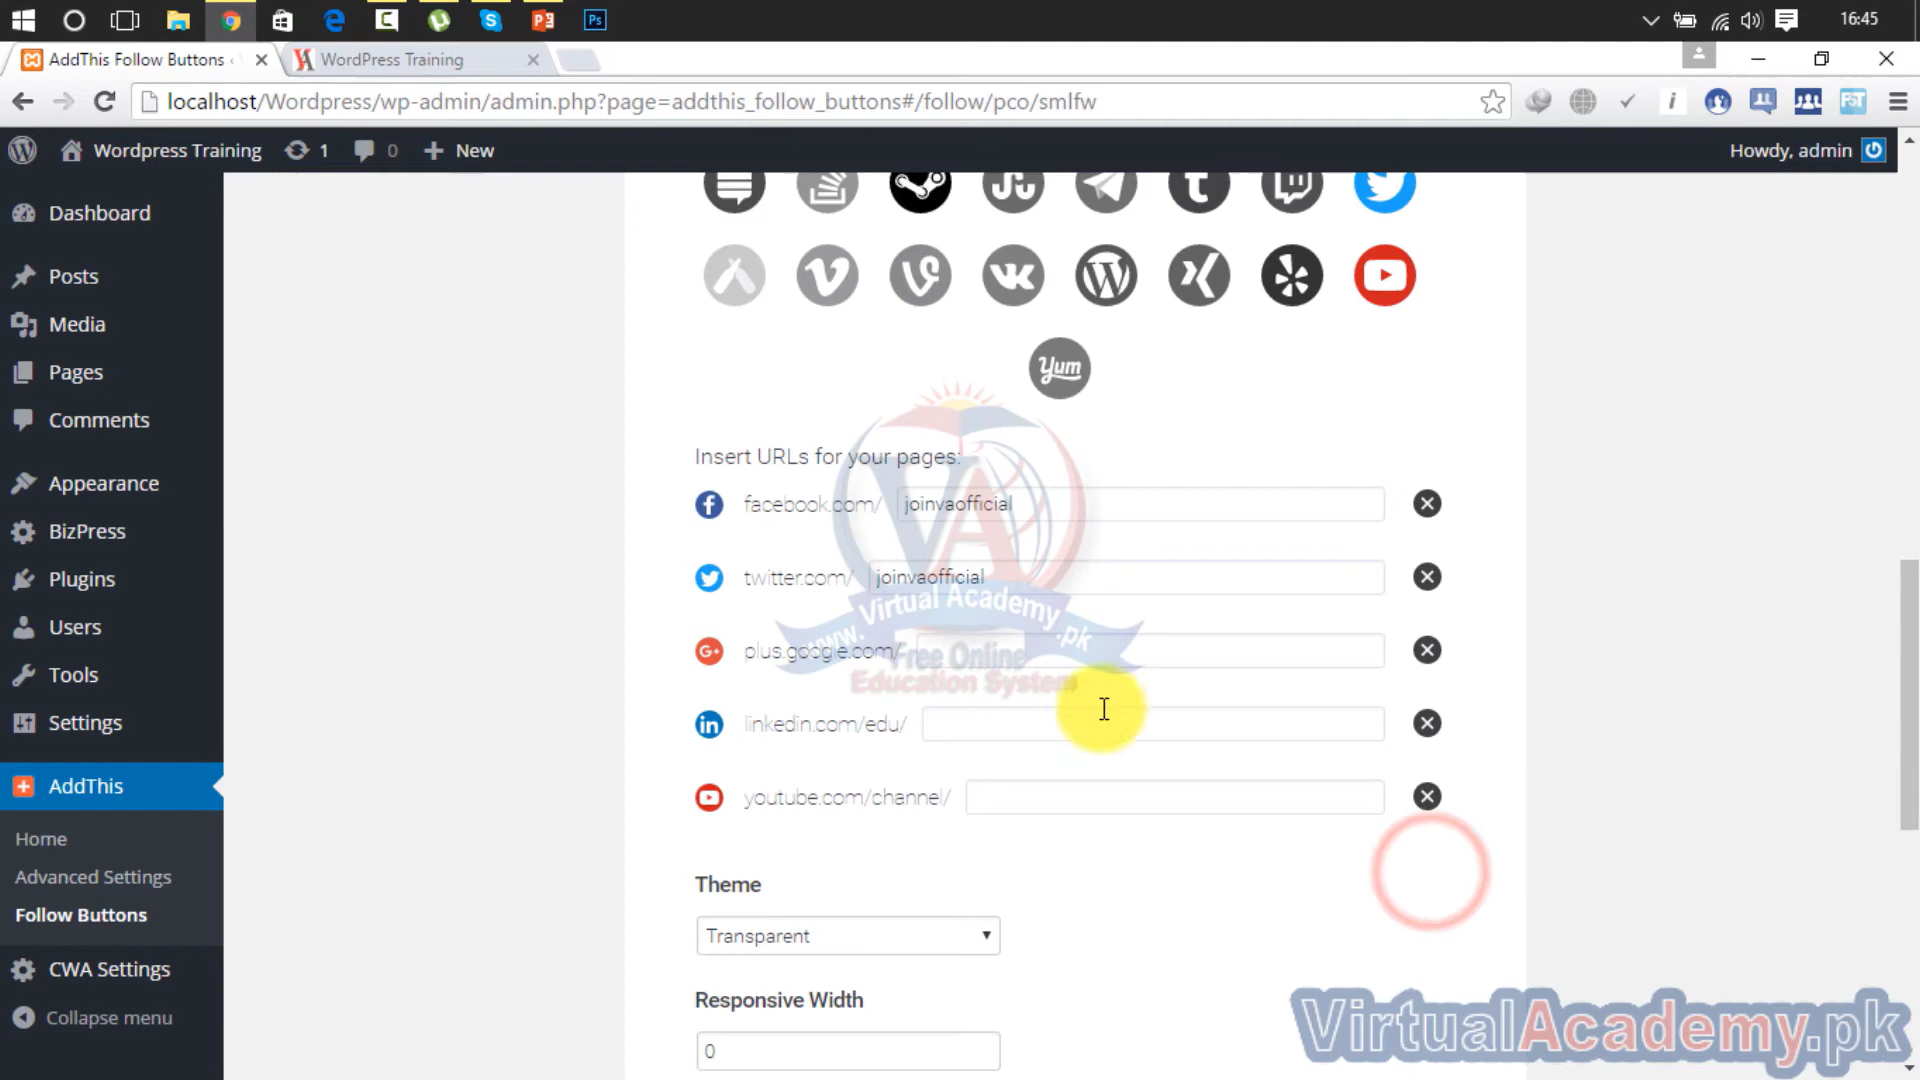 16:45
AddThis Follow Buttons
WordPress Training
localhost/Wordpress/wp-admin/admin.php?page=addthis_follow_buttons#/follow/pco/smlfw
Wordpress Training 1 0 New
Howdy, admin
Dashboard
Posts
Media
Pages
Comments
Appearance
BizPress
Plugins
Users
Tools
Settings
AddThis
Home
Advanced Settings
Follow Buttons
CWA Settings
Collapse menu
Yum
Insert URLs for your pages:
facebook.com/ joinvaofficial
twitter.com/ joinvaofficial
plus.google.com/
linkedin.com/edu/
youtube.com/channel/
Theme
Transparent
Responsive Width
0
VA
www.Virtual Academy.pk
Free Online
Education System
VirtualAcademy.pk